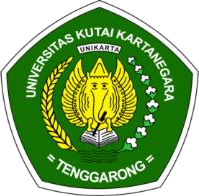 UNIVERSITAS KUTAI KARTANEGARA
UNIKARTA
= TENGGARONG =